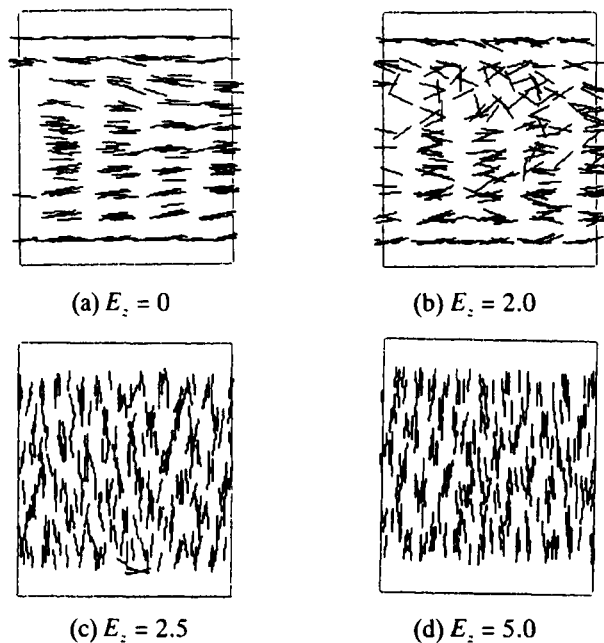 (a) E_z = 0
(b) E_z = 2.0
(c) E_z = 2.5
(d) E_z = 5.0